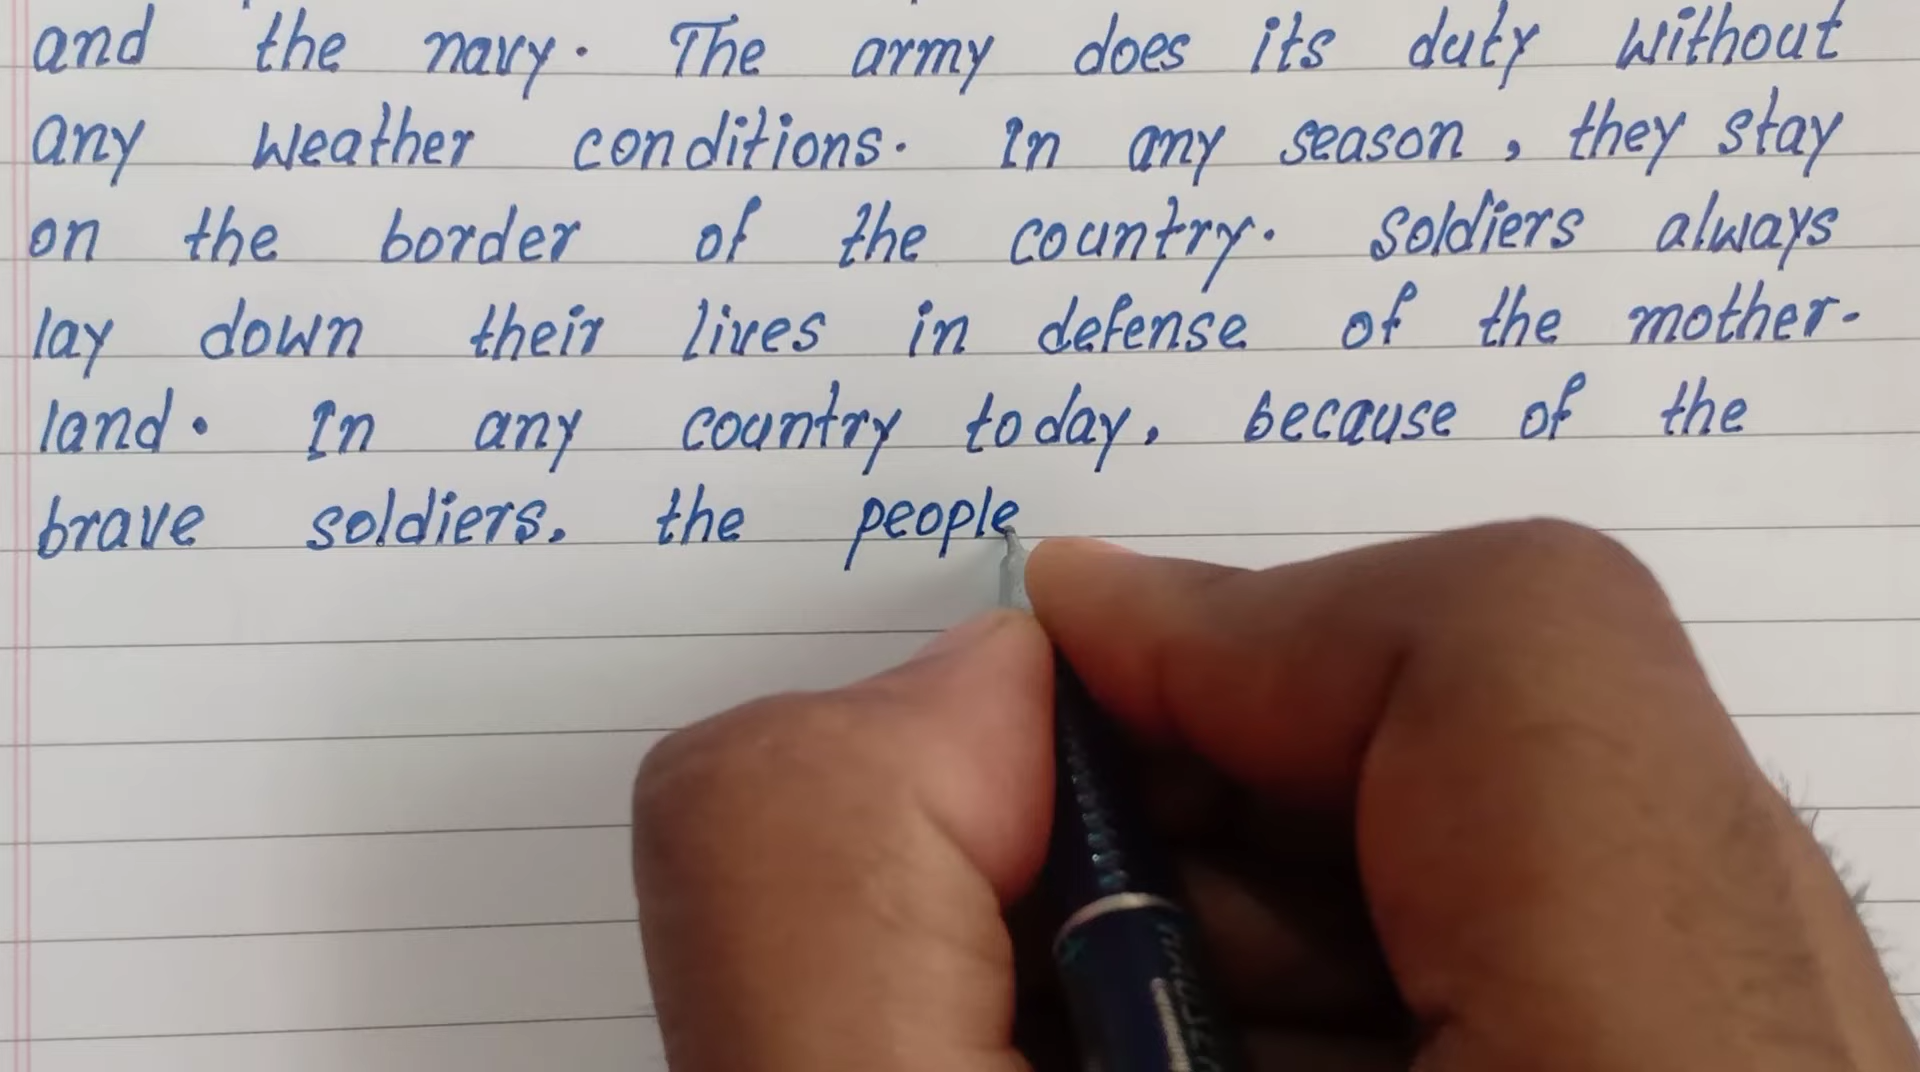 and the navy. The army does its duty without
any weather conditions. In any season, they stay
on the border of the country. Soldiers always
lay down their lives in defense of the mother-
land. In any country today, because of the
brave soldiers, the people